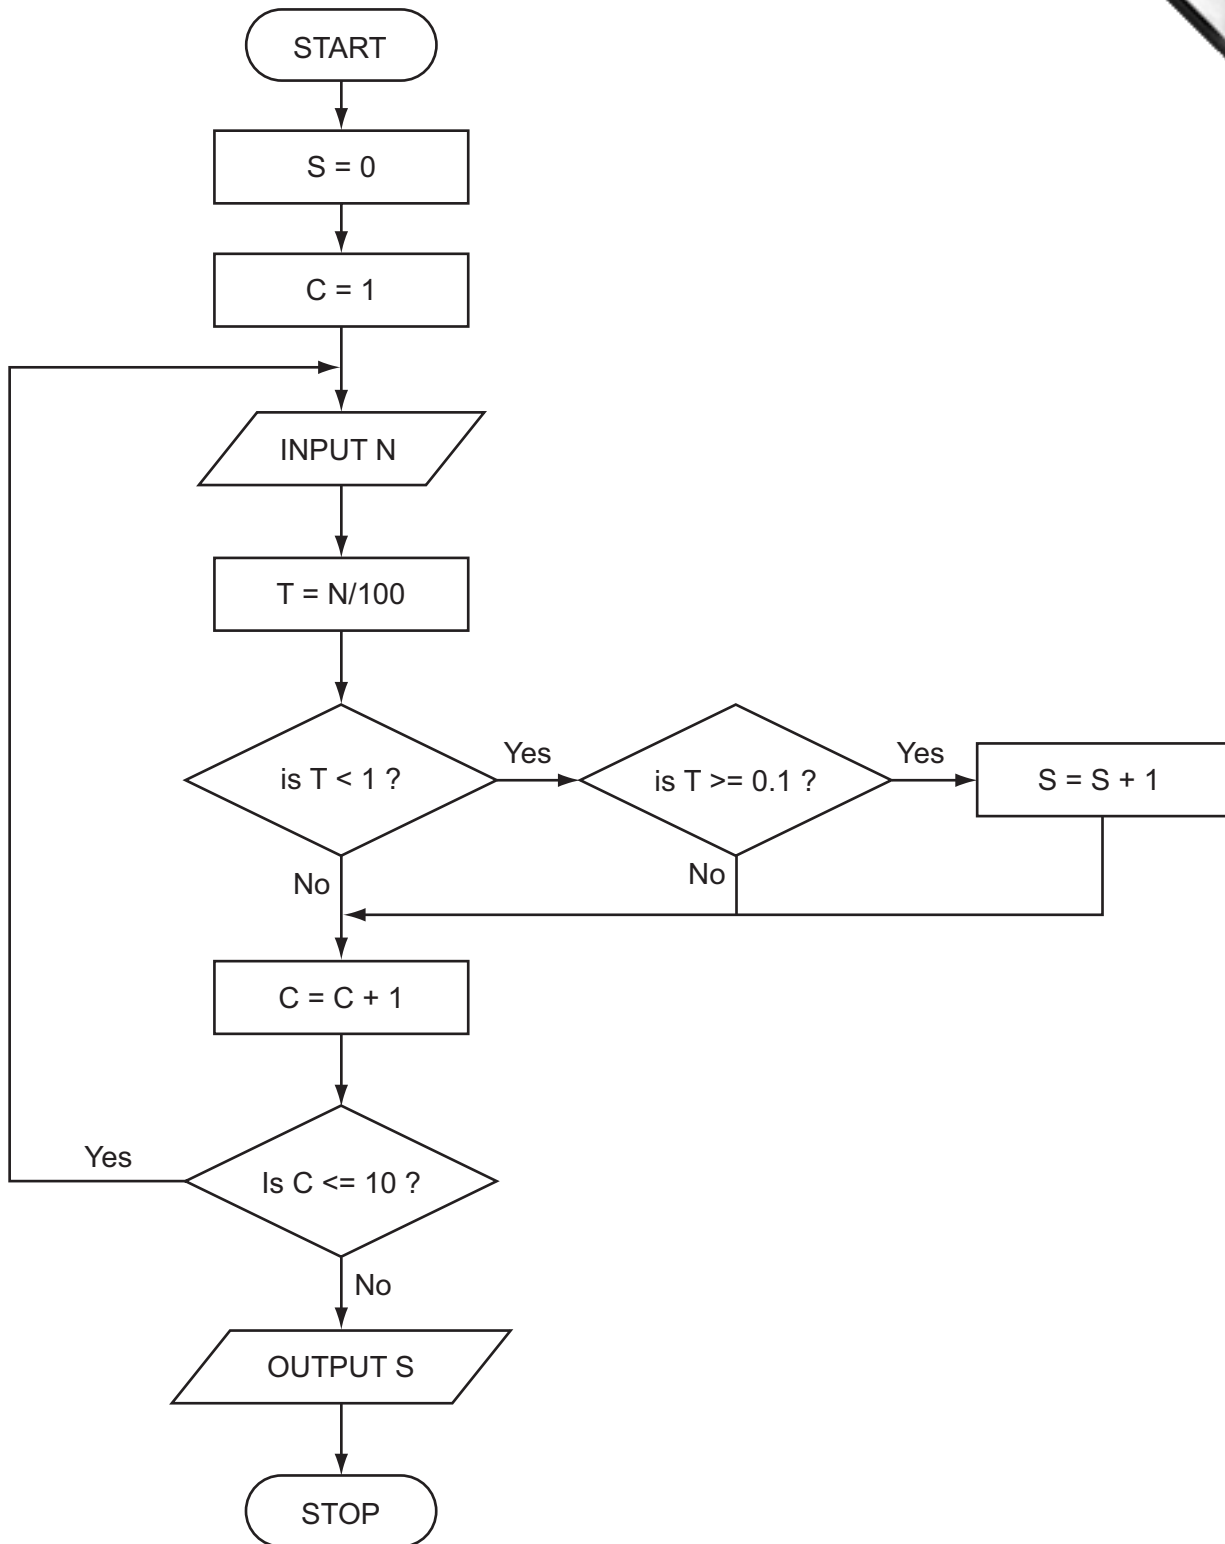 START
S = 0
C = 1
INPUT N
T = N/100
is T < 1 ?
Yes
is T >= 0.1 ?
Yes
S = S + 1
No
No
C = C + 1
Is C <= 10 ?
Yes
No
OUTPUT S
STOP